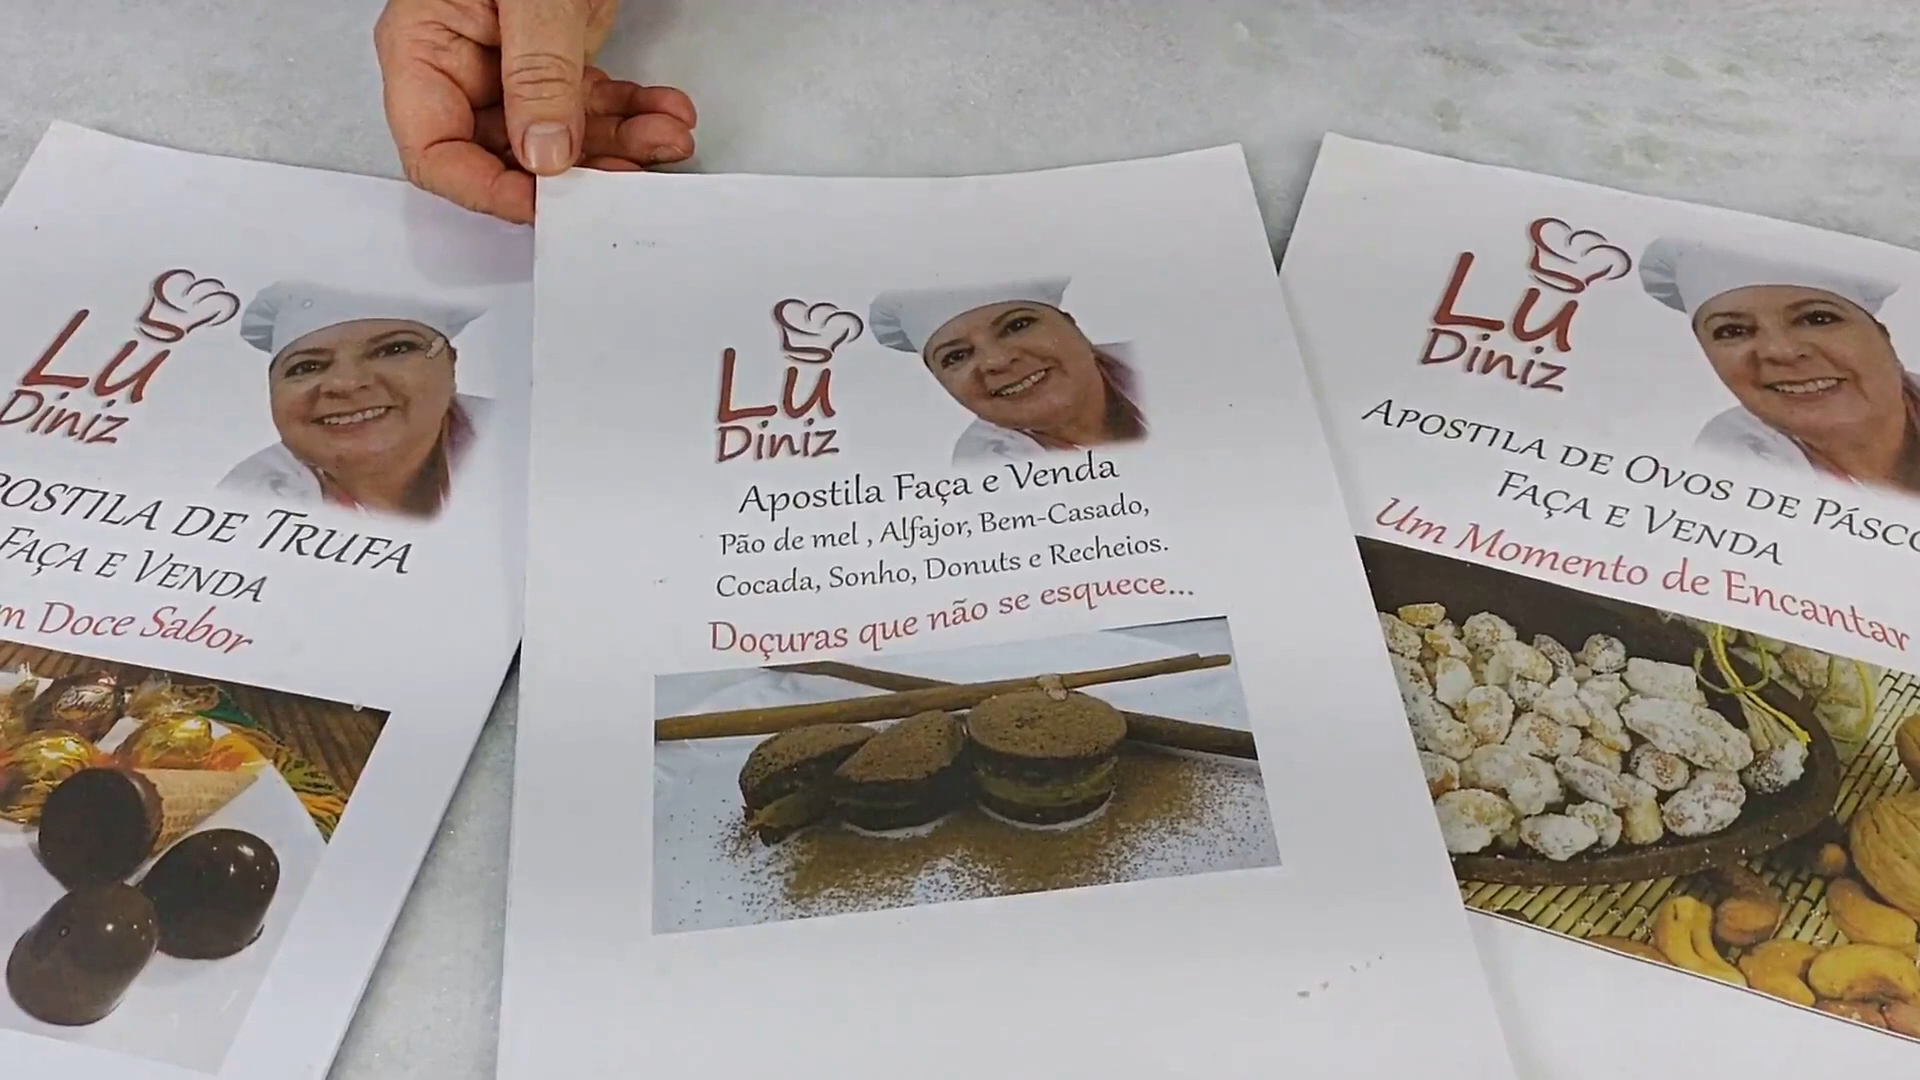 Lu
Diniz
POSTILA DE TRUFA
FAÇA E VENDA
m Doce Sabor
Lu
Diniz
Apostila Faça e Venda
Pão de mel , Alfajor, Bem-Casado,
Cocada, Sonho, Donuts e Recheios.
Doçuras que não se esquece...
Lu
Diniz
APOSTILA DE OVOS DE PÁSCO
FAÇA E VENDA
Um Momento de Encantar